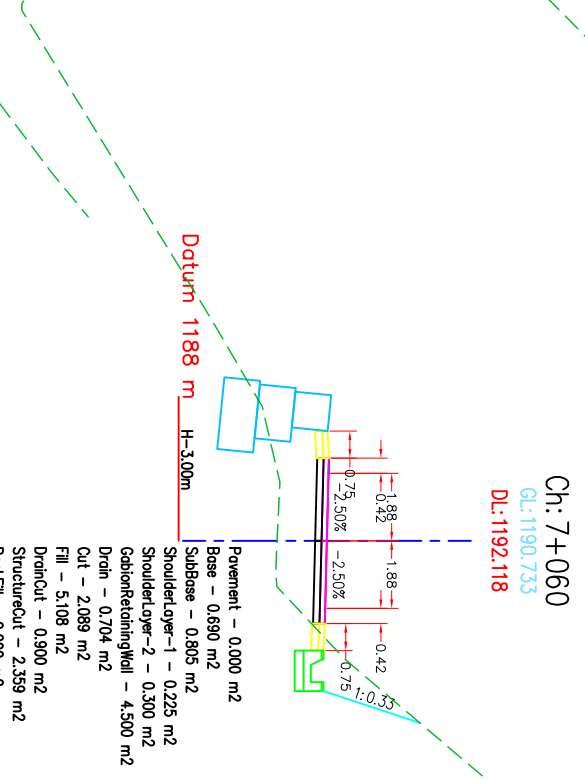 Ch: 7+060
GL:1190.733
DL:1192.118
1.88
1.88
0.42
0.42
0.75
0.75
-2.50%
-2.50%
1:0.33
Datum 1188 m
H-3.00m
Pavement - 0.000 m2
Base - 0.690 m2
SubBase - 0.805 m2
ShoulderLayer-1 - 0.225 m2
ShoulderLayer-2 - 0.300 m2
GabionRetainingWall - 4.500 m2
Drain - 0.704 m2
Cut - 2.089 m2
Fill - 5.108 m2
DrainCut - 0.900 m2
StructureCut - 2.359 m2